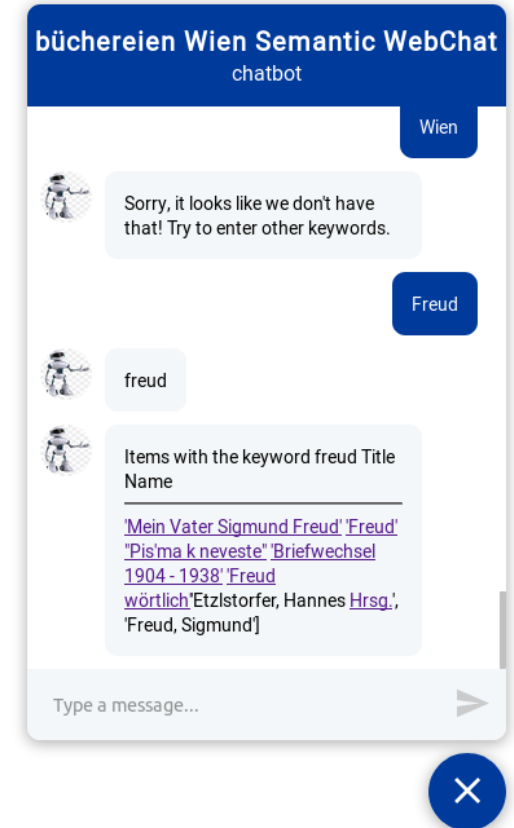 büchereien Wien Semantic WebChat
chatbot
Wien
Sorry, it looks like we don't have
that! Try to enter other keywords.
Freud
freud
Items with the keyword freud Title
Name
'Mein Vater Sigmund Freud' 'Freud'
"Pis'ma k neveste" 'Briefwechsel
1904 - 1938' 'Freud
wörtlich''Etzlstorfer, Hannes Hrsg.',
'Freud, Sigmund']
Type a message...